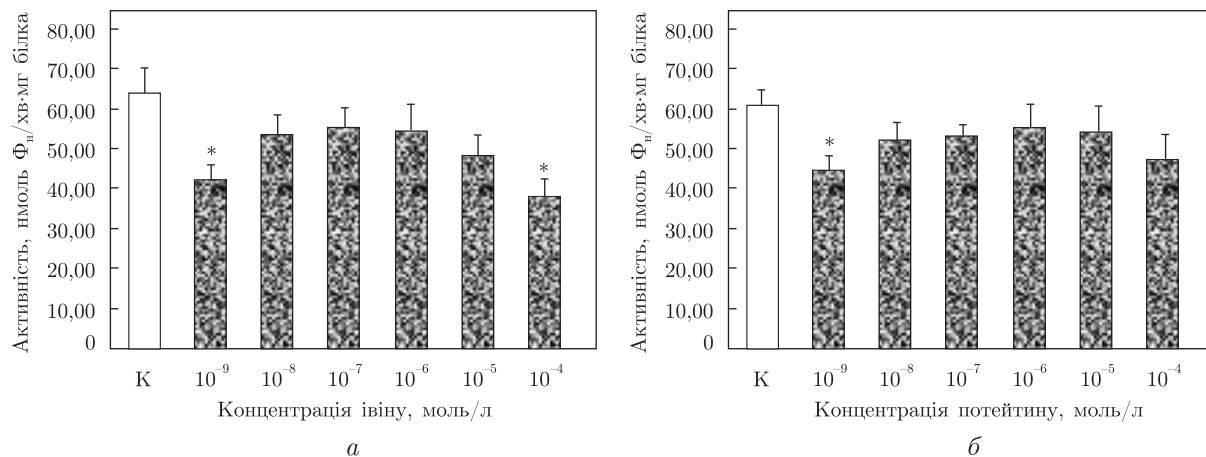 Активність, нмоль Фн/хв·мг білка
80,00
70,00
60,00
50,00
40,00
30,00
20,00
10,00
0
*
*
К 10⁻⁹ 10⁻⁸ 10⁻⁷ 10⁻⁶ 10⁻⁵ 10⁻⁴
Концентрація івіну, моль/л
а
Активність, нмоль Фн/хв·мг білка
80,00
70,00
60,00
50,00
40,00
30,00
20,00
10,00
0
*
К 10⁻⁹ 10⁻⁸ 10⁻⁷ 10⁻⁶ 10⁻⁵ 10⁻⁴
Концентрація потейтину, моль/л
б